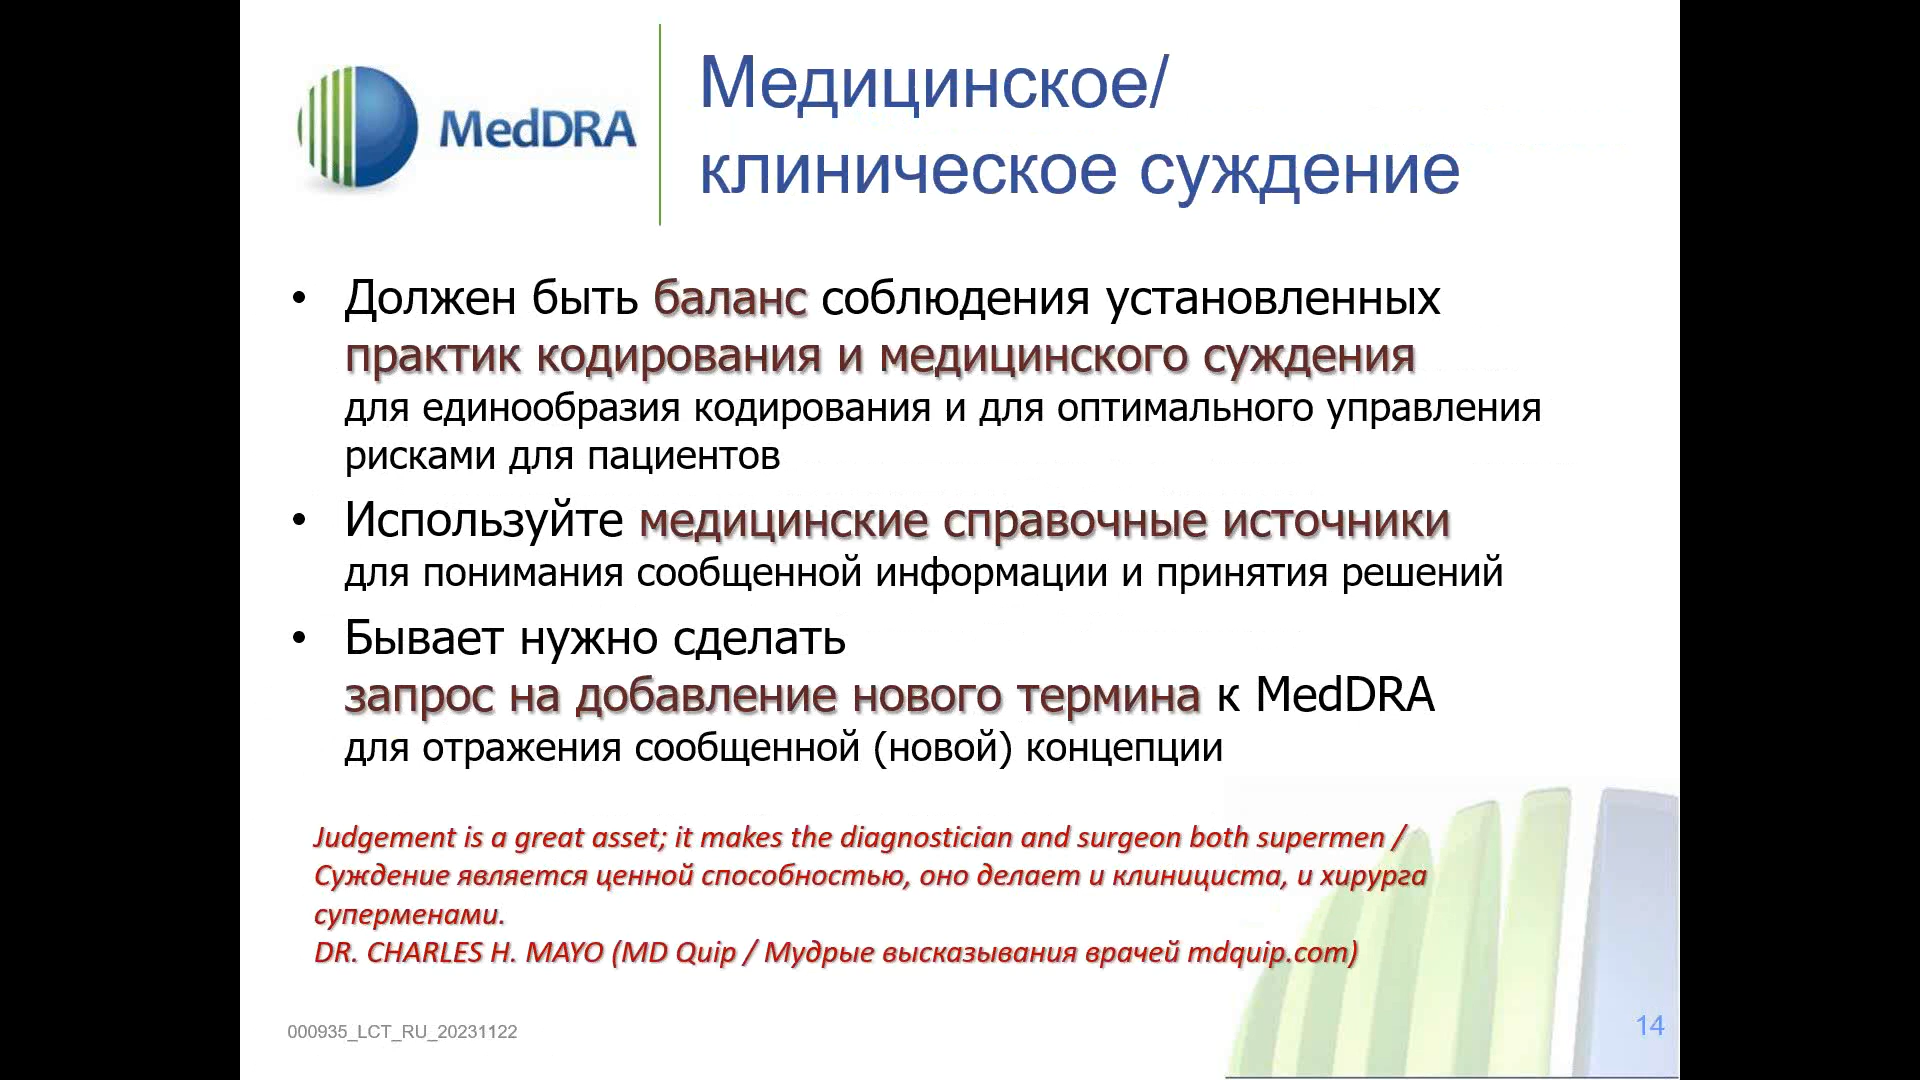 MedDRA
Медицинское/
клиническое суждение
• Должен быть баланс соблюдения установленных
практик кодирования и медицинского суждения
для единообразия кодирования и для оптимального управления
рисками для пациентов
• Используйте медицинские справочные источники
для понимания сообщенной информации и принятия решений
• Бывает нужно сделать
запрос на добавление нового термина к MedDRA
для отражения сообщенной (новой) концепции
Judgement is a great asset; it makes the diagnostician and surgeon both supermen /
Суждение является ценной способностью, оно делает и клинициста, и хирурга
суперменами.
DR. CHARLES H. MAYO (MD Quip / Мудрые высказывания врачей mdquip.com)
000935_LCT_RU_20231122
14